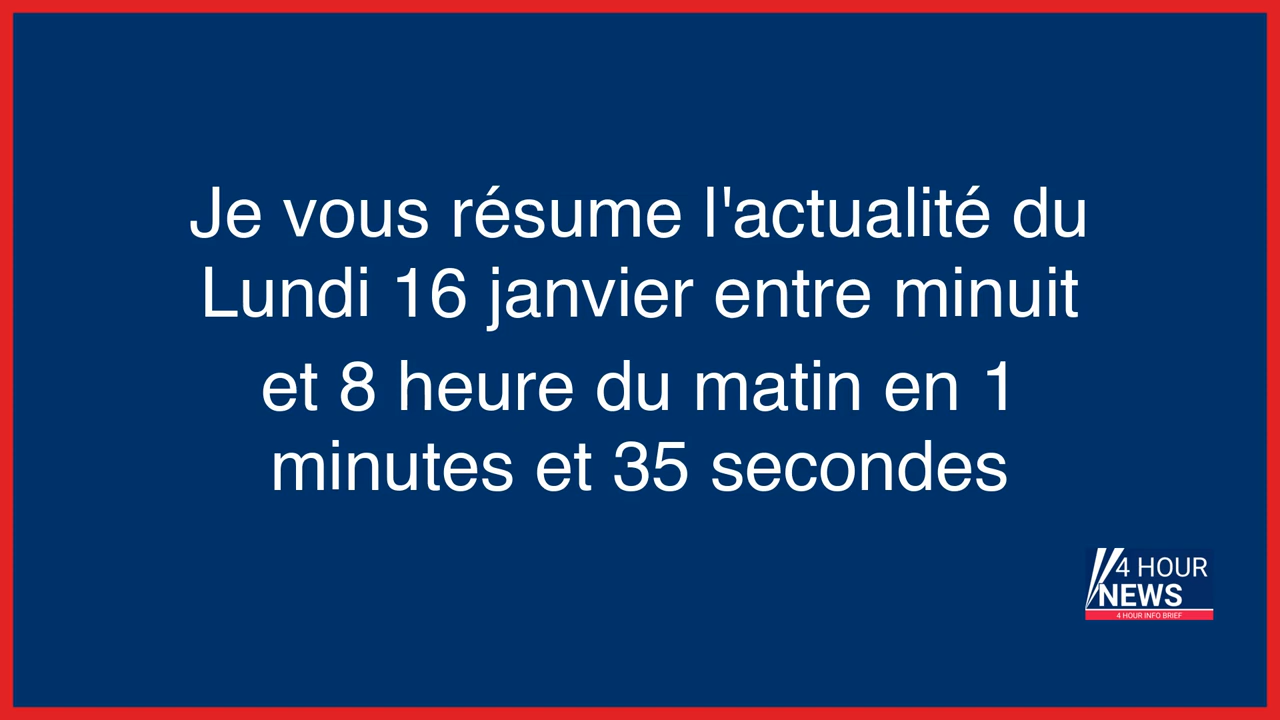 Je vous résume l'actualité du
Lundi 16 janvier entre minuit
et 8 heure du matin en 1
minutes et 35 secondes
4 HOUR
NEWS
4 HOUR INFO BRIEF